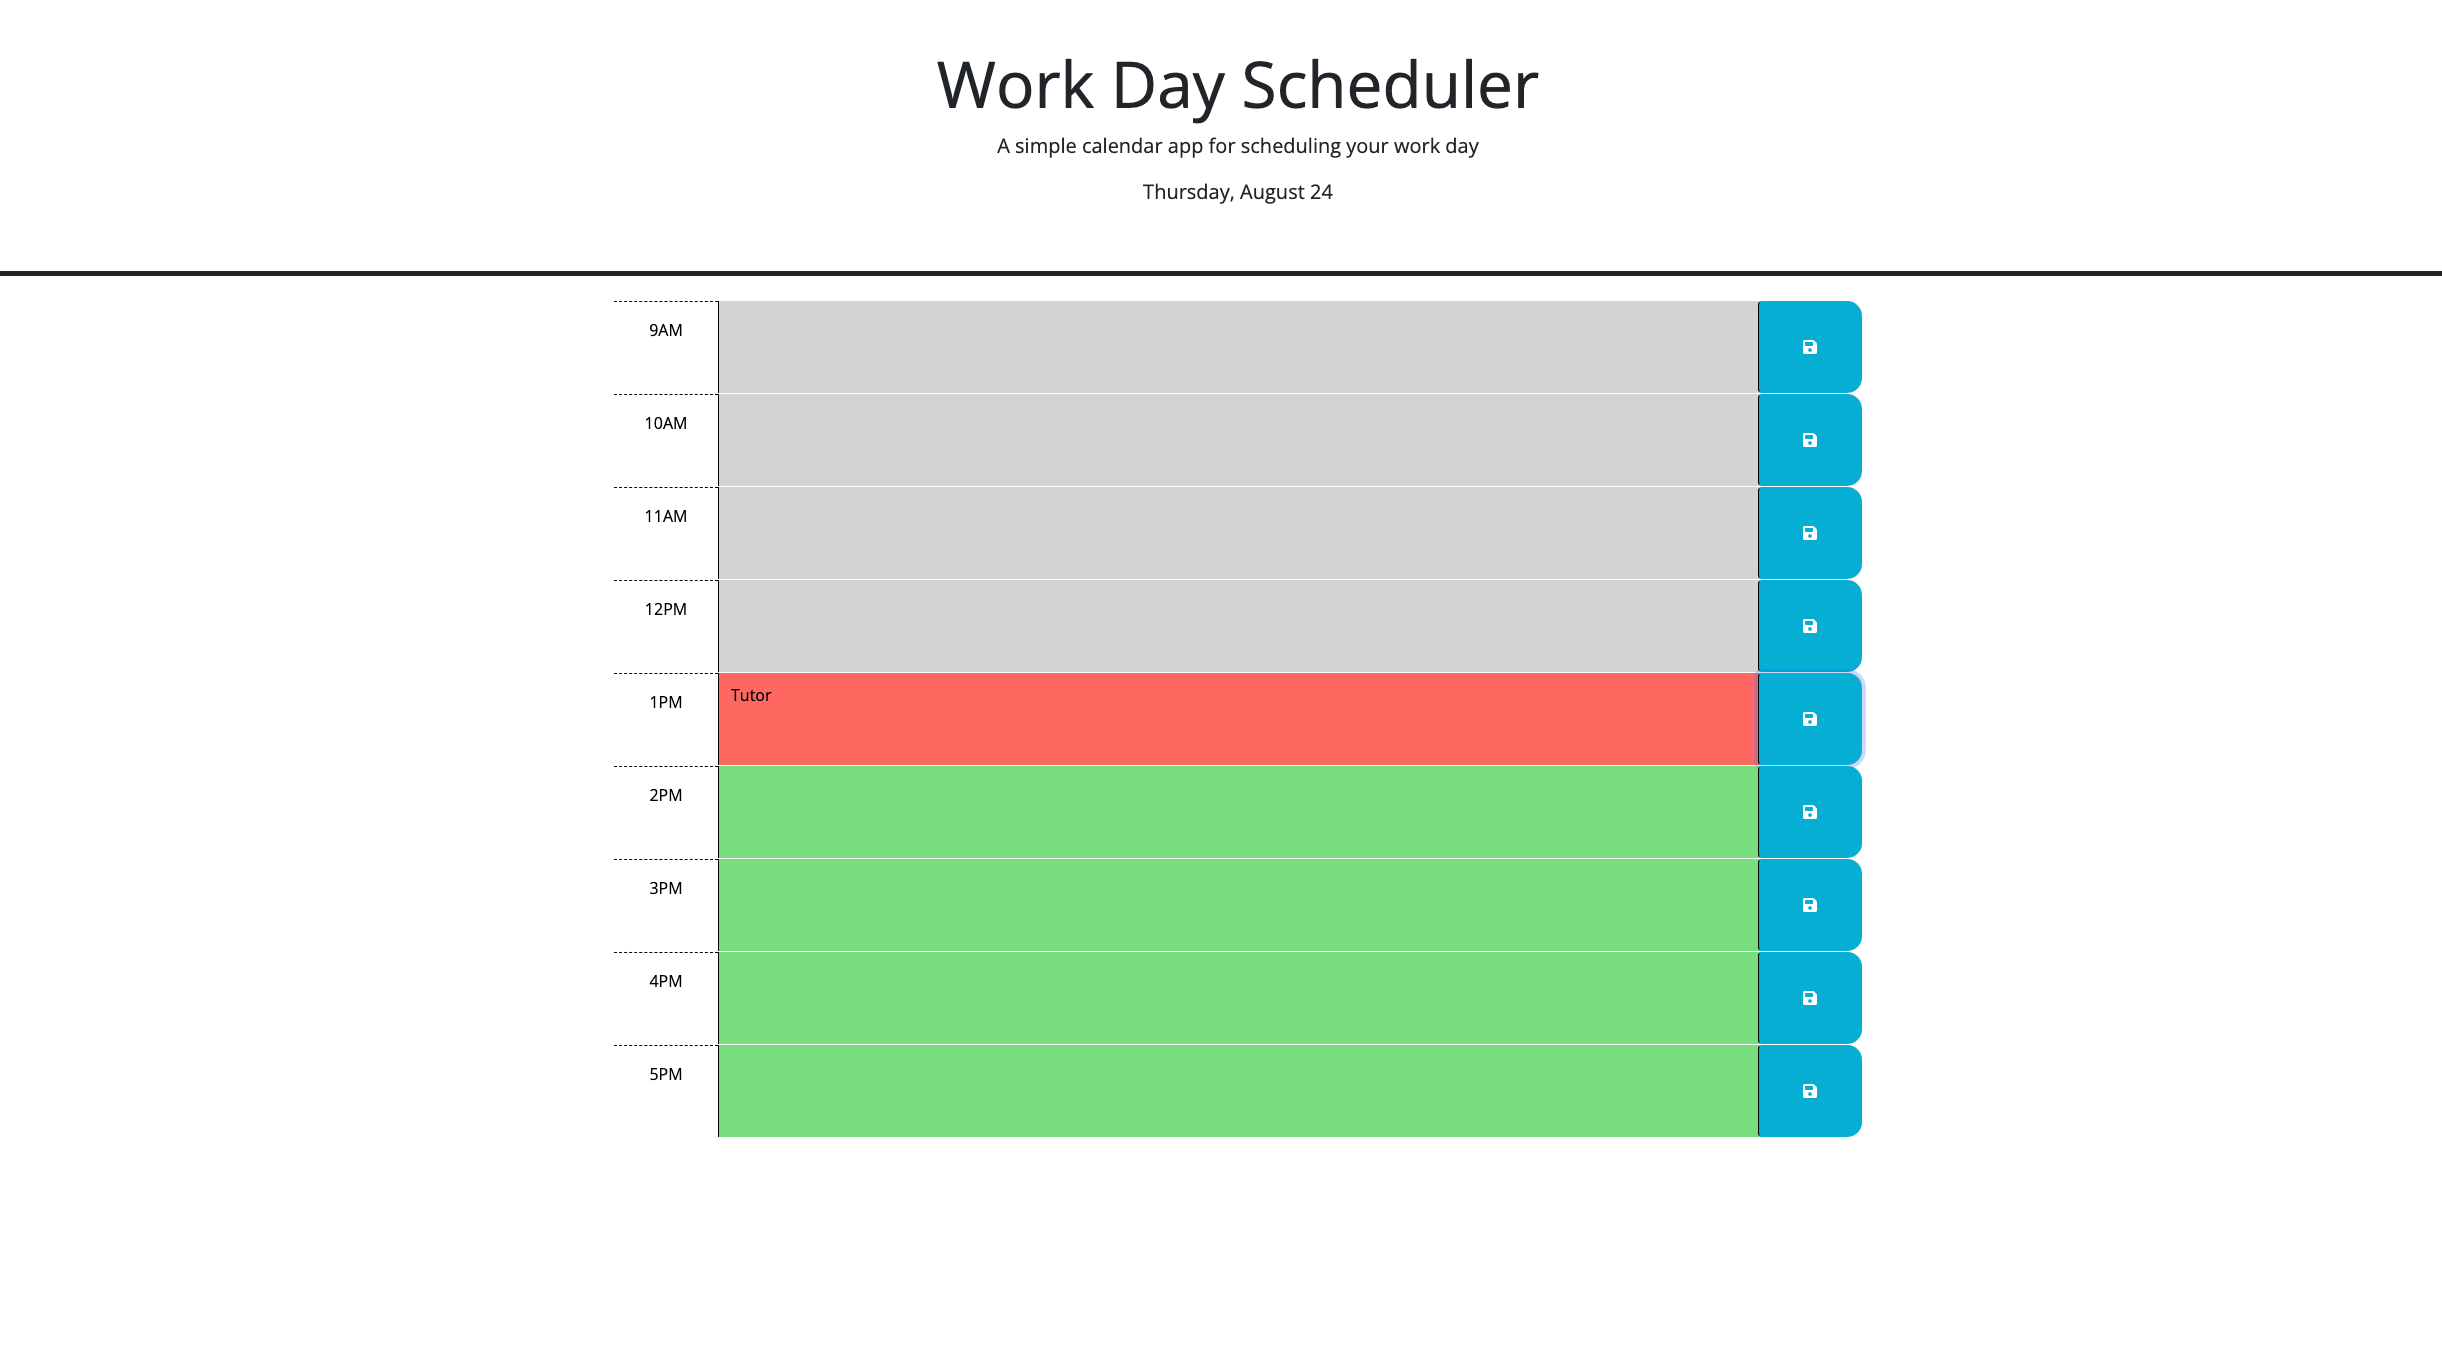 Work Day Scheduler
A simple calendar app for scheduling your work day
Thursday, August 24
9AM
10AM
11AM
12PM
1PM
Tutor
2PM
3PM
4PM
5PM